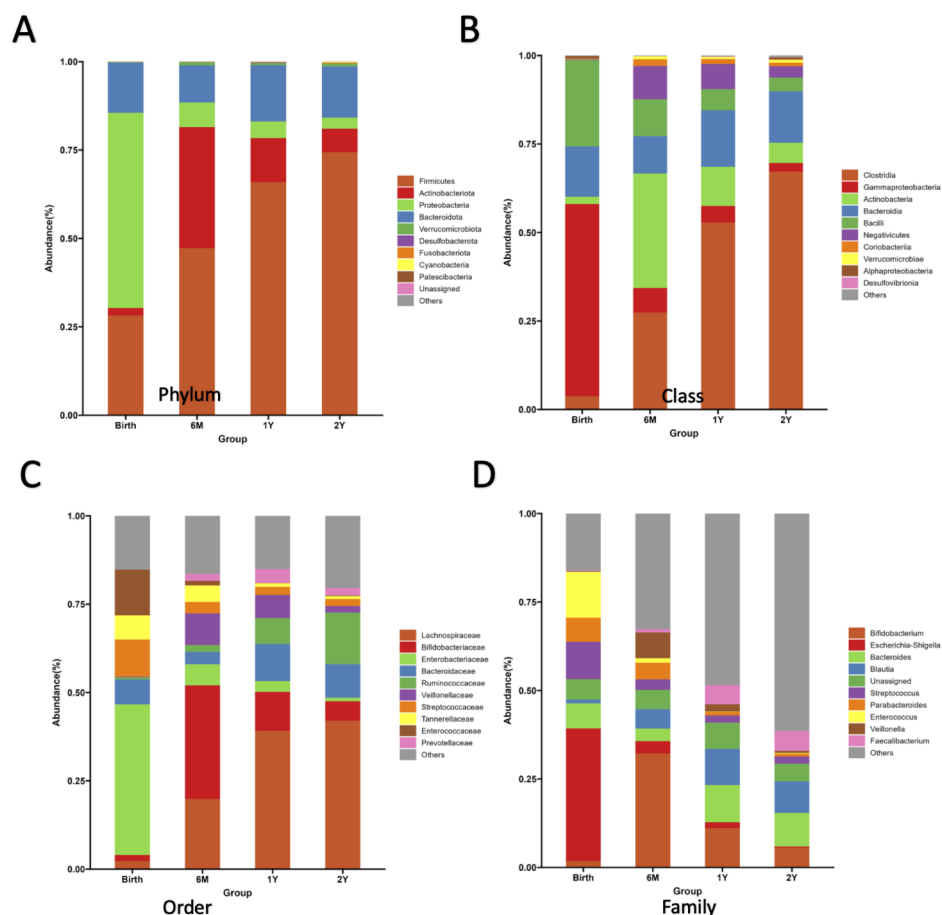 A
1.00
0.75
0.50
0.25
0.00
Abundance(%)
Birth
6M
1Y
2Y
Group
Phylum
Firmicutes
Actinobacteriota
Proteobacteria
Bacteroidota
Verrucomicrobiota
Desulfobacterota
Fusobacteriota
Cyanobacteria
Patescibacteria
Unassigned
Others
B
1.00
0.75
0.50
0.25
0.00
Abundance(%)
Birth
6M
1Y
2Y
Group
Class
Clostridia
Gammaproteobacteria
Actinobacteria
Bacteroidia
Bacilli
Negativicutes
Coriobacteriia
Verrucomicrobiae
Alphaproteobacteria
Desulfovibrionia
Others
C
1.00
0.75
0.50
0.25
0.00
Abundance(%)
Birth
6M
1Y
2Y
Group
Order
Lachnospiraceae
Bifidobacteriaceae
Enterobacteriaceae
Bacteroidaceae
Ruminococcaceae
Veillonellaceae
Streptococcaceae
Tannerellaceae
Enterococcaceae
Prevotellaceae
Others
D
1.00
0.75
0.50
0.25
0.00
Abundance(%)
Birth
6M
1Y
2Y
Group
Family
Bifidobacterium
Escherichia-Shigella
Bacteroides
Blautia
Unassigned
Streptococcus
Parabacteroides
Enterococcus
Veillonella
Faecalibacterium
Others